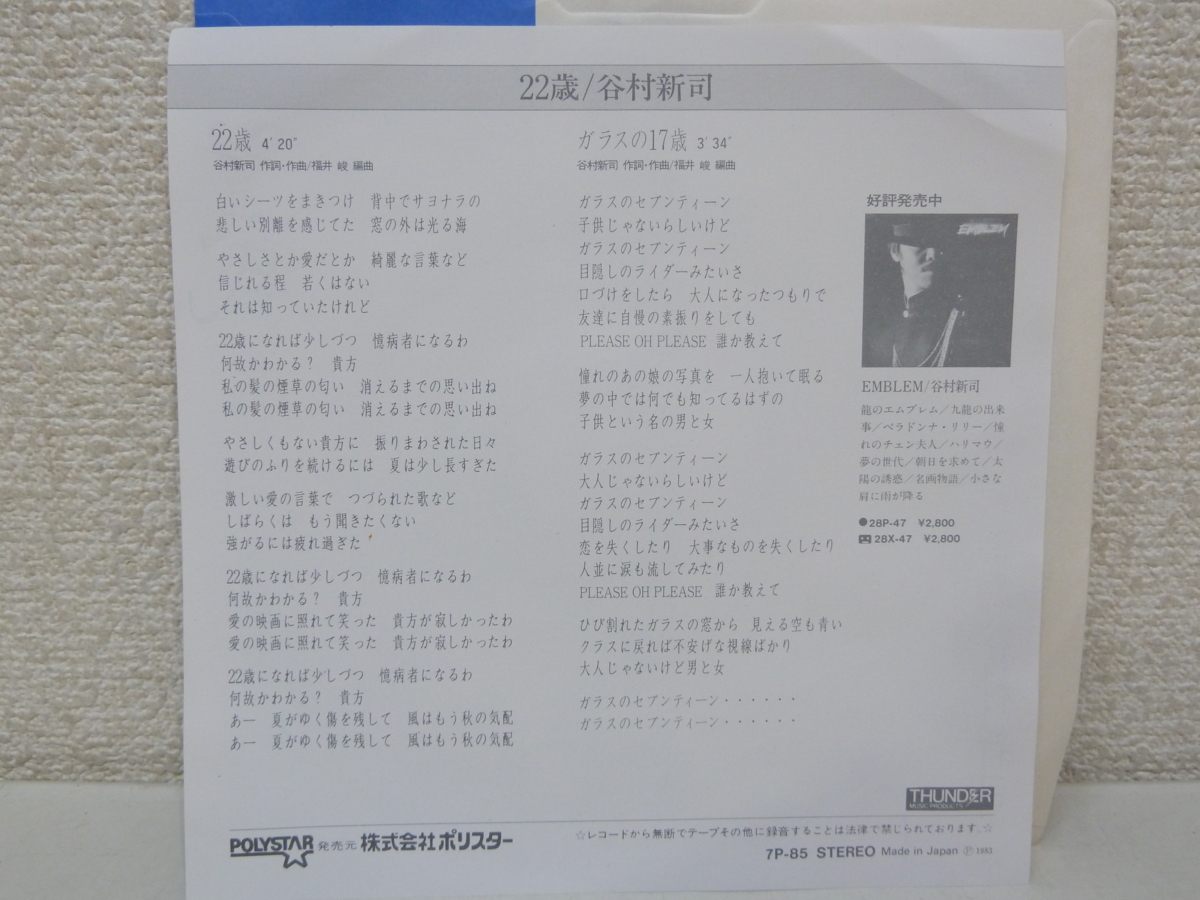 22歳/谷村新司
22歳 4′20″
谷村新司 作詞・作曲/福井 峻 編曲
白いシーツをまきつけ 背中でサヨナラの
悲しい別離を感じてた 窓の外は光る海
やさしさとか愛だとか 綺麗な言葉など
信じれる程 若くはない
それは知っていたけれど
22歳になれば少しづつ 憶病者になるわ
何故かわかる? 貴方
私の髪の煙草の匂い 消えるまでの思い出ね
私の髪の煙草の匂い 消えるまでの思い出ね
やさしくもない貴方に 振りまわされた日々
遊びのふりを続けるには 夏は少し長すぎた
激しい愛の言葉で つづられた歌など
しばらくは もう聞きたくない
強がるには疲れ過ぎた
22歳になれば少しづつ 憶病者になるわ
何故かわかる? 貴方
愛の映画に照れて笑った 貴方が寂しかったわ
愛の映画に照れて笑った 貴方が寂しかったわ
22歳になれば少しづつ 憶病者になるわ
何故かわかる? 貴方
あー 夏がゆく傷を残して 風はもう秋の気配
あー 夏がゆく傷を残して 風はもう秋の気配
ガラスの17歳 3′34″
谷村新司 作詞・作曲/福井 峻 編曲
ガラスのセブンティーン
子供じゃないらしいけど
ガラスのセブンティーン
目隠しのライダーみたいさ
口づけをしたら 大人になったつもりで
友達に自慢の素振りをしても
PLEASE OH PLEASE 誰か教えて
憧れのあの娘の写真を 一人抱いて眠る
夢の中では何でも知ってるはずの
子供という名の男と女
ガラスのセブンティーン
大人じゃないらしいけど
ガラスのセブンティーン
目隠しのライダーみたいさ
恋を失くしたり 大事なものを失くしたり
人並に涙も流してみたり
PLEASE OH PLEASE 誰か教えて
ひび割れたガラスの窓から 見える空も青い
クラスに戻れば不安げな視線ばかり
大人じゃないけど男と女
ガラスのセブンティーン・・・・・・
ガラスのセブンティーン・・・・・・
好評発売中
EMBLEM
EMBLEM/谷村新司
龍のエムブレム/九龍の出来
事/ベラドンナ・リリー/憧
れのチェン夫人/ハリマウ/
夢の世代/朝日を求めて/太
陽の誘惑/名画物語/小さな
肩に雨が降る
●28P-47 ¥2,800
28X-47 ¥2,800
THUNDER
MUSIC PRODUCTS
POLYSTAR 発売元 株式会社ポリスター
☆レコードから無断でテープその他に録音することは法律で禁じられております。☆
7P-85 STEREO Made in Japan Ⓟ1983